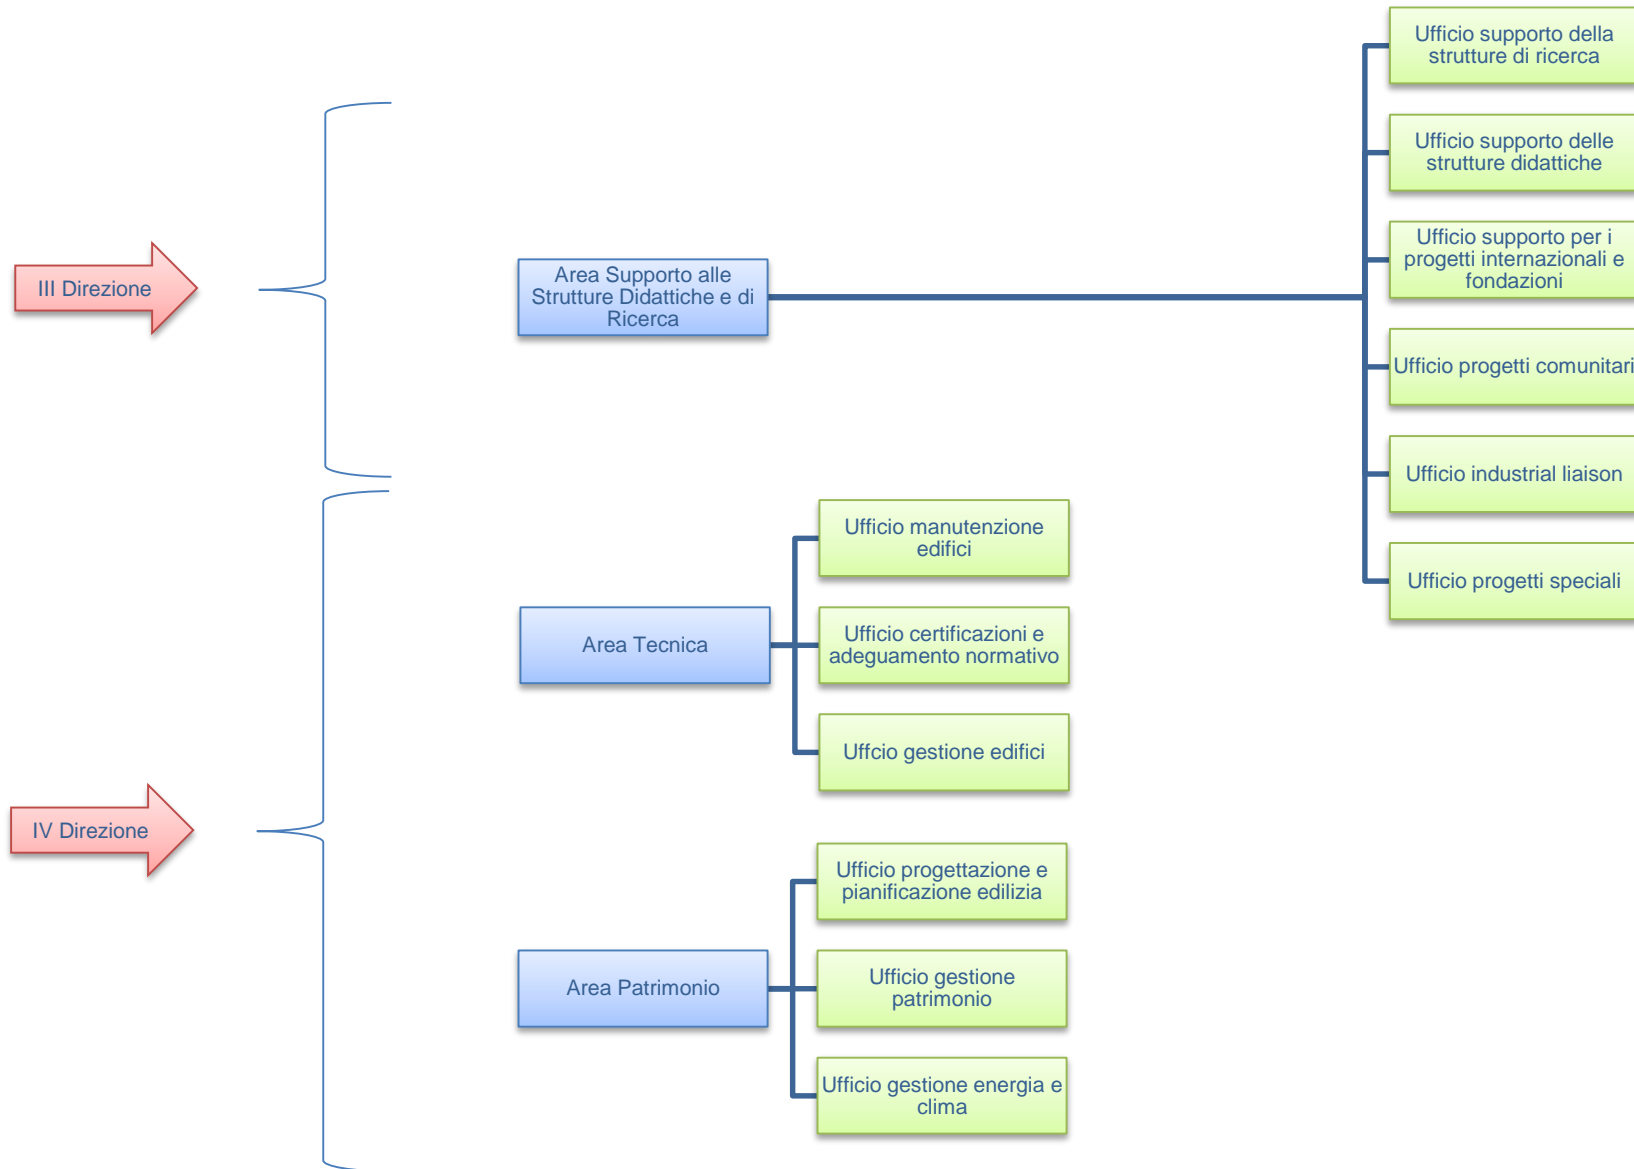 III Direzione
Area Supporto alle
Strutture Didattiche e di
Ricerca
Ufficio supporto della
strutture di ricerca
Ufficio supporto delle
strutture didattiche
Ufficio supporto per i
progetti internazionali e
fondazioni
Ufficio progetti comunitari
Ufficio industrial liaison
Ufficio progetti speciali
IV Direzione
Area Tecnica
Ufficio manutenzione
edifici
Ufficio certificazioni e
adeguamento normativo
Uffcio gestione edifici
Area Patrimonio
Ufficio progettazione e
pianificazione edilizia
Ufficio gestione
patrimonio
Ufficio gestione energia e
clima